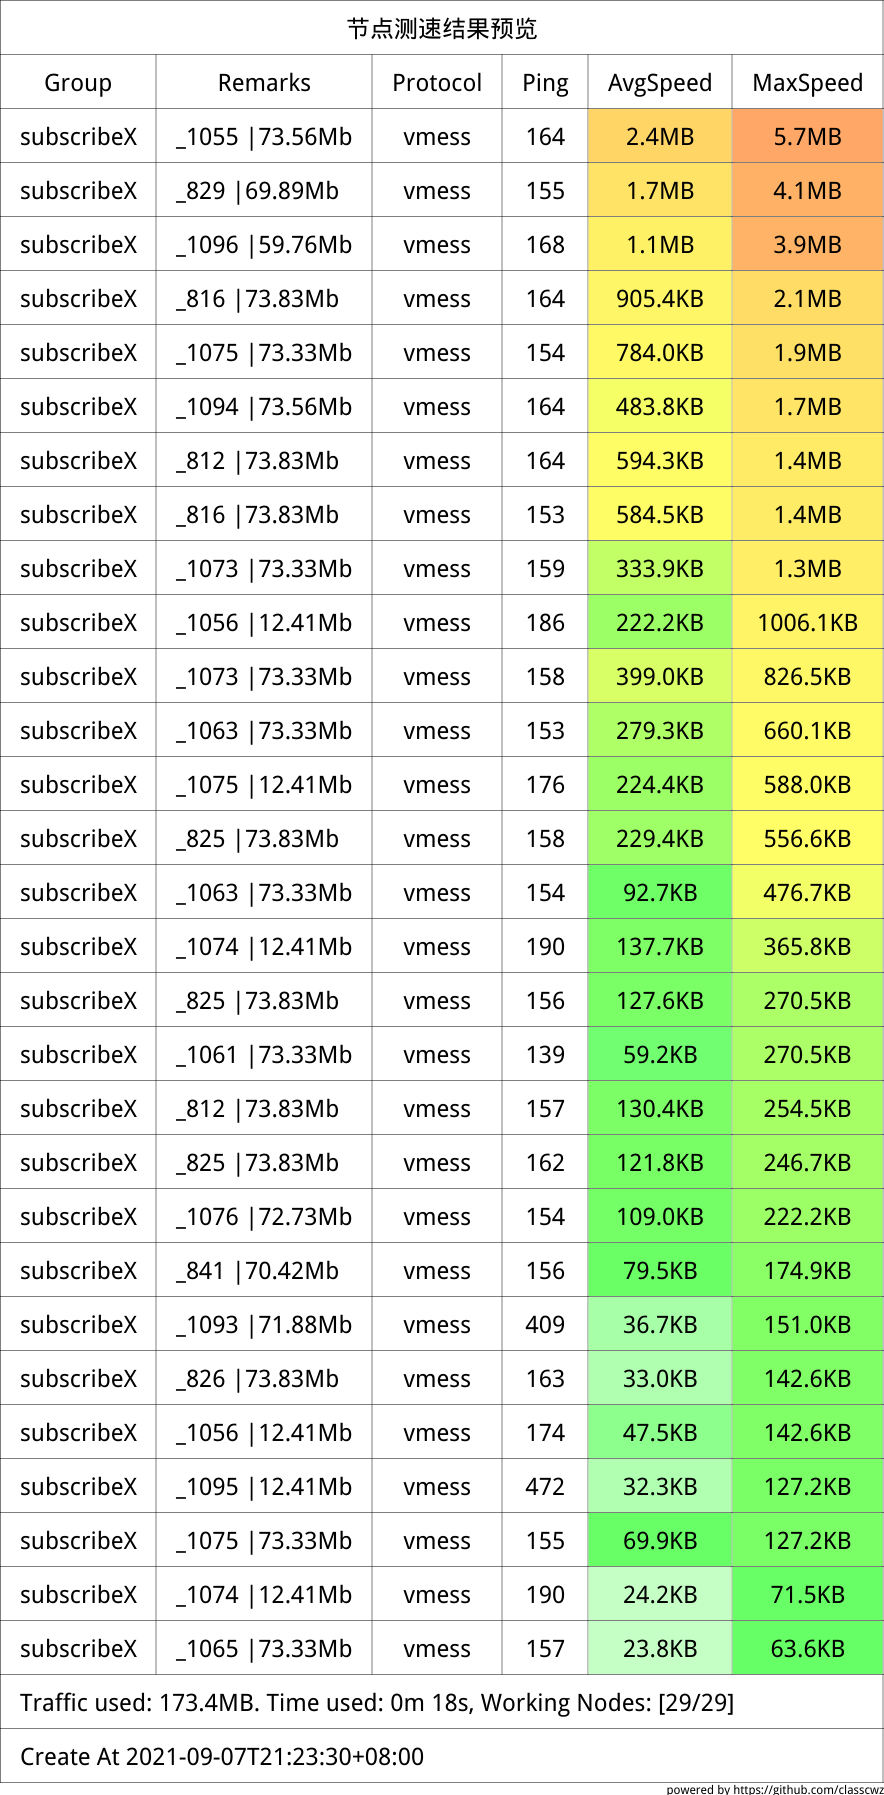 节点测速结果预览
Group Remarks Protocol Ping AvgSpeed MaxSpeed
subscribeX _1055 |73.56Mb vmess 164 2.4MB 5.7MB
subscribeX _829 |69.89Mb vmess 155 1.7MB 4.1MB
subscribeX _1096 |59.76Mb vmess 168 1.1MB 3.9MB
subscribeX _816 |73.83Mb vmess 164 905.4KB 2.1MB
subscribeX _1075 |73.33Mb vmess 154 784.0KB 1.9MB
subscribeX _1094 |73.56Mb vmess 164 483.8KB 1.7MB
subscribeX _812 |73.83Mb vmess 164 594.3KB 1.4MB
subscribeX _816 |73.83Mb vmess 153 584.5KB 1.4MB
subscribeX _1073 |73.33Mb vmess 159 333.9KB 1.3MB
subscribeX _1056 |12.41Mb vmess 186 222.2KB 1006.1KB
subscribeX _1073 |73.33Mb vmess 158 399.0KB 826.5KB
subscribeX _1063 |73.33Mb vmess 153 279.3KB 660.1KB
subscribeX _1075 |12.41Mb vmess 176 224.4KB 588.0KB
subscribeX _825 |73.83Mb vmess 158 229.4KB 556.6KB
subscribeX _1063 |73.33Mb vmess 154 92.7KB 476.7KB
subscribeX _1074 |12.41Mb vmess 190 137.7KB 365.8KB
subscribeX _825 |73.83Mb vmess 156 127.6KB 270.5KB
subscribeX _1061 |73.33Mb vmess 139 59.2KB 270.5KB
subscribeX _812 |73.83Mb vmess 157 130.4KB 254.5KB
subscribeX _825 |73.83Mb vmess 162 121.8KB 246.7KB
subscribeX _1076 |72.73Mb vmess 154 109.0KB 222.2KB
subscribeX _841 |70.42Mb vmess 156 79.5KB 174.9KB
subscribeX _1093 |71.88Mb vmess 409 36.7KB 151.0KB
subscribeX _826 |73.83Mb vmess 163 33.0KB 142.6KB
subscribeX _1056 |12.41Mb vmess 174 47.5KB 142.6KB
subscribeX _1095 |12.41Mb vmess 472 32.3KB 127.2KB
subscribeX _1075 |73.33Mb vmess 155 69.9KB 127.2KB
subscribeX _1074 |12.41Mb vmess 190 24.2KB 71.5KB
subscribeX _1065 |73.33Mb vmess 157 23.8KB 63.6KB
Traffic used: 173.4MB. Time used: 0m 18s, Working Nodes: [29/29]
Create At 2021-09-07T21:23:30+08:00
powered by https://github.com/classcwz